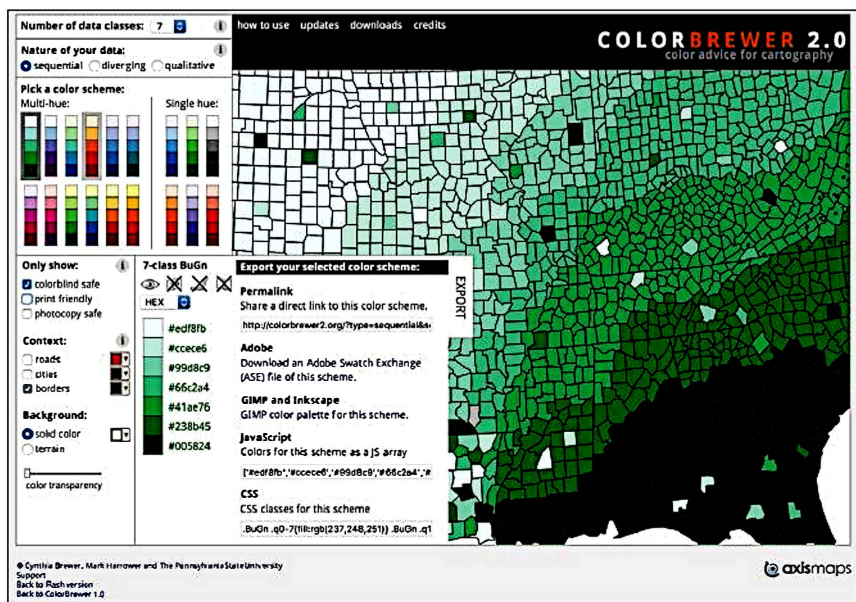 Number of data classes: 7
how to use updates downloads credits
COLORBREWER 2.0
color advice for cartography
Nature of your data:
sequential diverging qualitative
Pick a color scheme:
Multi-hue: Single hue:
Only show:
colorblind safe
print friendly
photocopy safe
Context:
roads
cities
borders
Background:
solid color
terrain
color transparency
7-class BuGn
HEX
#edf8fb
#ccece6
#99d8c9
#66c2a4
#41ae76
#238b45
#005824
Export your selected color scheme:
EXPORT
Permalink
Share a direct link to this color scheme.
http://colorbrewer2.org/?type=sequential&s
Adobe
Download an Adobe Swatch Exchange
(ASE) file of this scheme.
GIMP and Inkscape
GIMP color palette for this scheme.
JavaScript
Colors for this scheme as a JS array
['#edf8fb','#ccece6','#99d8c9','#66c2a4','#
CSS
CSS classes for this scheme
.BuGn .q0-7{fill:rgb(237,248,251)} .BuGn .q1
© Cynthia Brewer, Mark Harrower and The Pennsylvania State University
Support
Back to Flash version
Back to ColorBrewer 1.0
axismaps